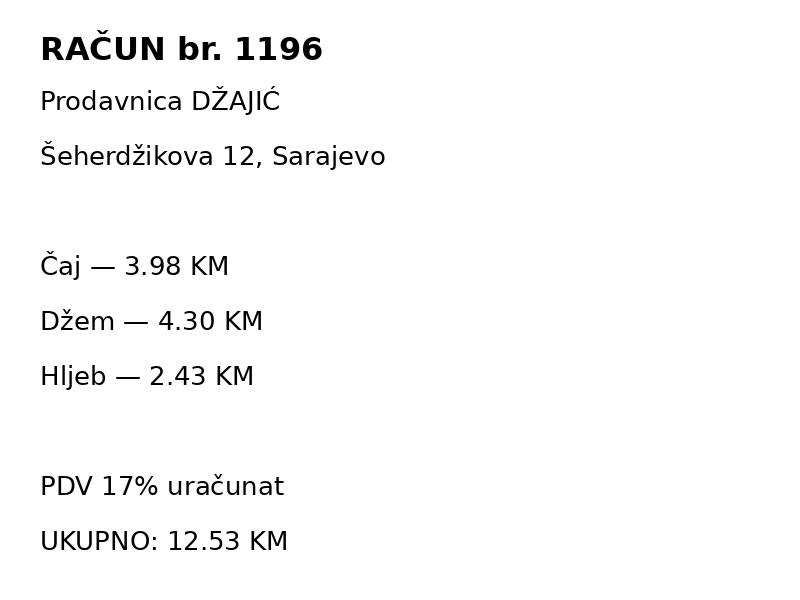 RAČUN br. 1196
Prodavnica DŽAJIĆ
Šeherdžikova 12, Sarajevo
Čaj — 3.98 KM
Džem — 4.30 KM
Hljeb — 2.43 KM
PDV 17% uračunat
UKUPNO: 12.53 KM